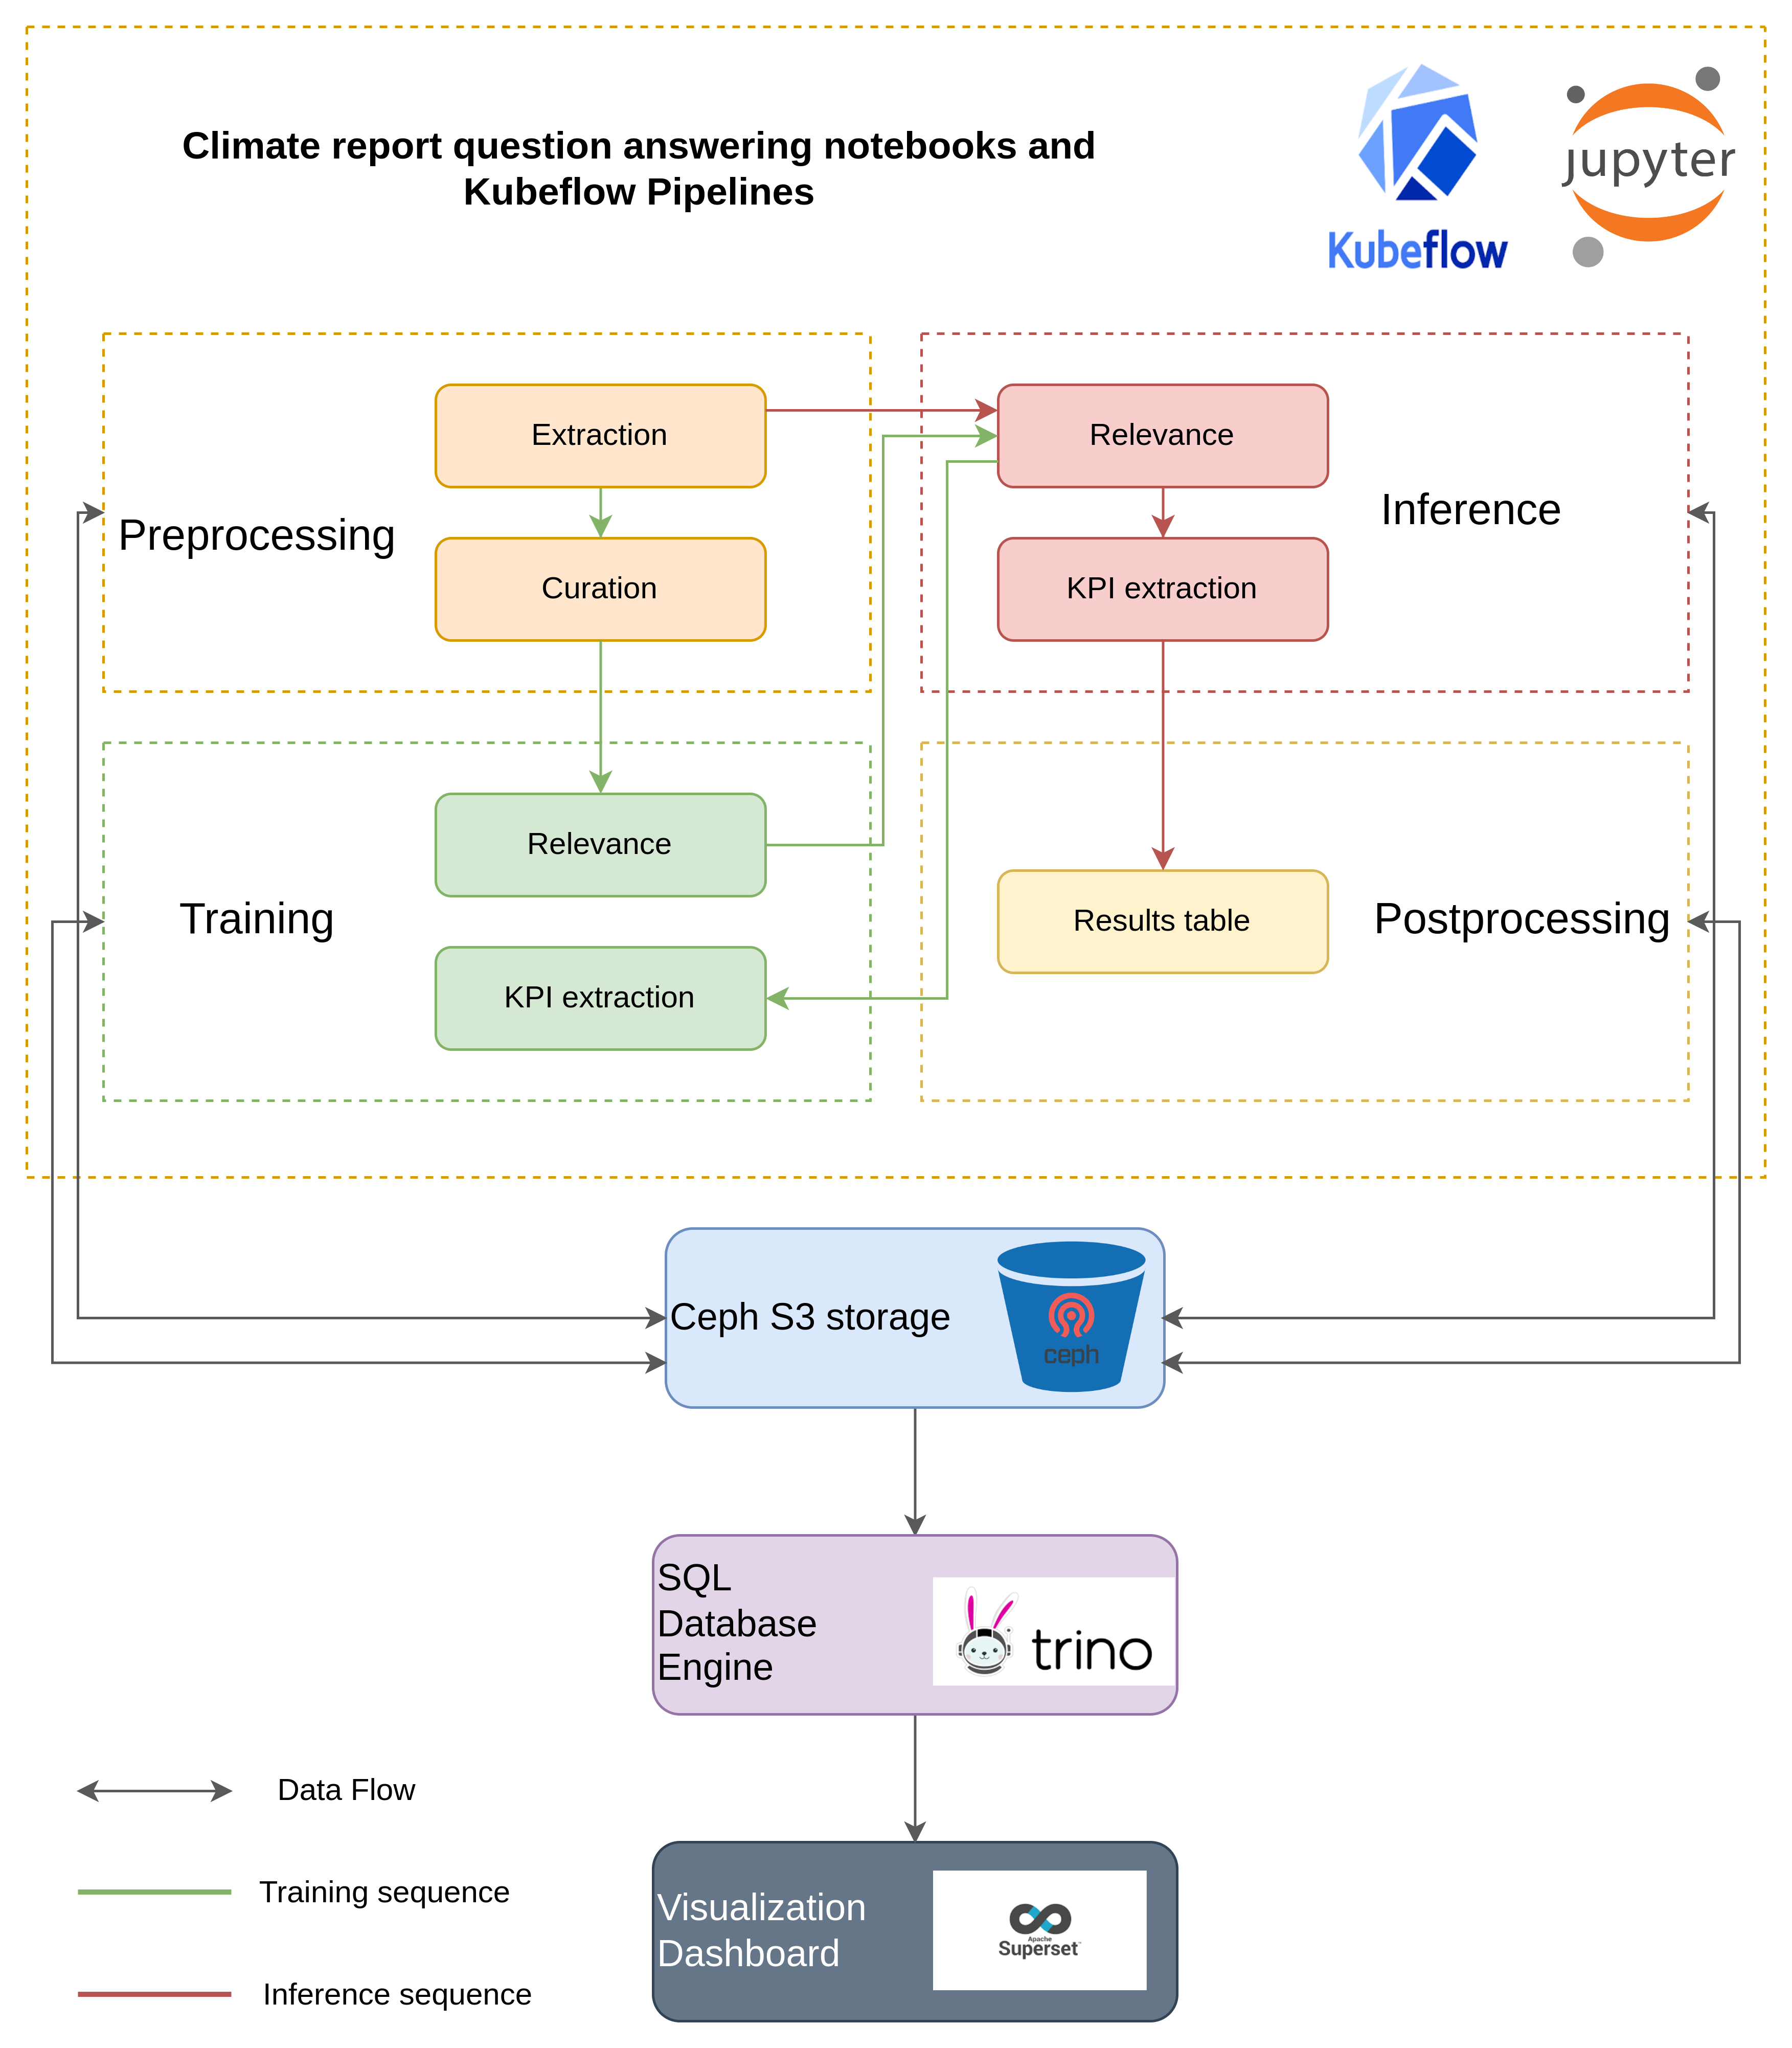 Climate report question answering notebooks and
Kubeflow Pipelines
Kubeflow
jupyter
Preprocessing
Extraction
Curation
Relevance
KPI extraction
Inference
Training
Relevance
KPI extraction
Results table
Postprocessing
Ceph S3 storage
ceph
SQL
Database
Engine
trino
Visualization
Dashboard
Apache
Superset™
Data Flow
Training sequence
Inference sequence